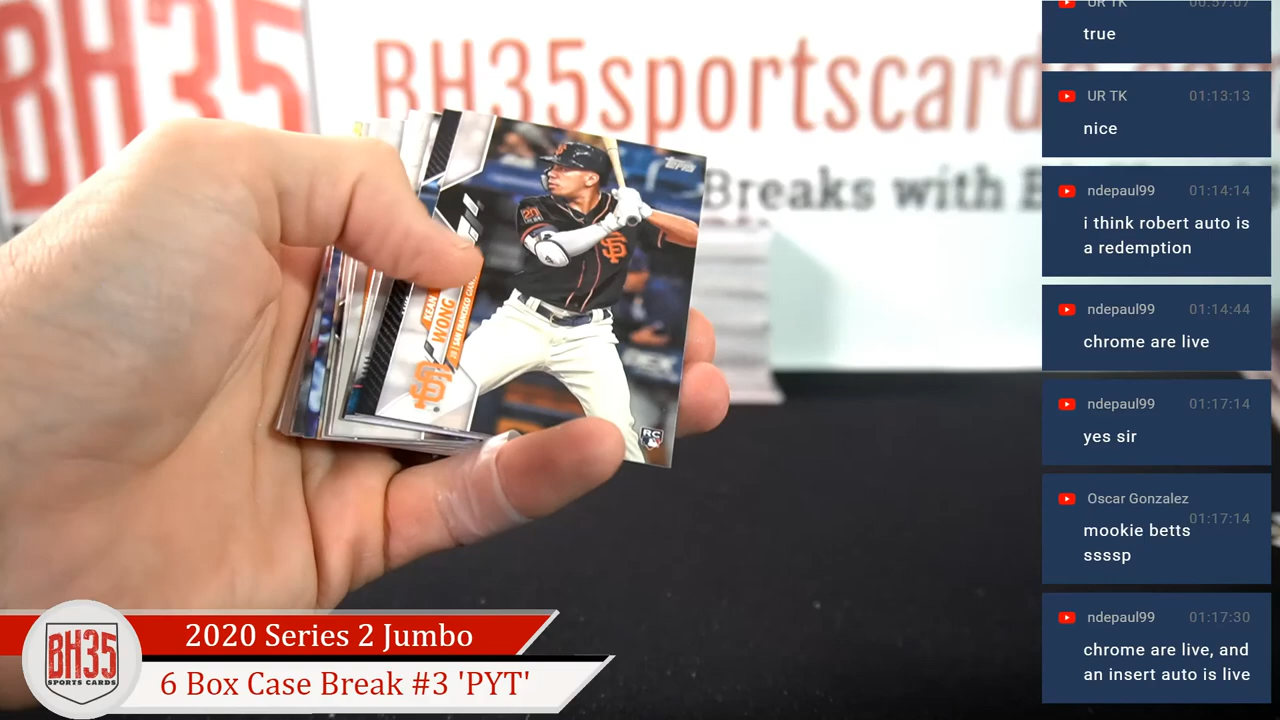 BH35
BH35sportscard
Breaks with
Topps
KEAN
WONG
SAN FRANCISCO GIANTS
SF
RC
UR TK 00:57:07
true
UR TK 01:13:13
nice
ndepaul99 01:14:14
i think robert auto is
a redemption
ndepaul99 01:14:44
chrome are live
ndepaul99 01:17:14
yes sir
Oscar Gonzalez
01:17:14
mookie betts
ssssp
ndepaul99 01:17:30
chrome are live, and
an insert auto is live
BH35
SPORTS CARDS
2020 Series 2 Jumbo
6 Box Case Break #3 'PYT'